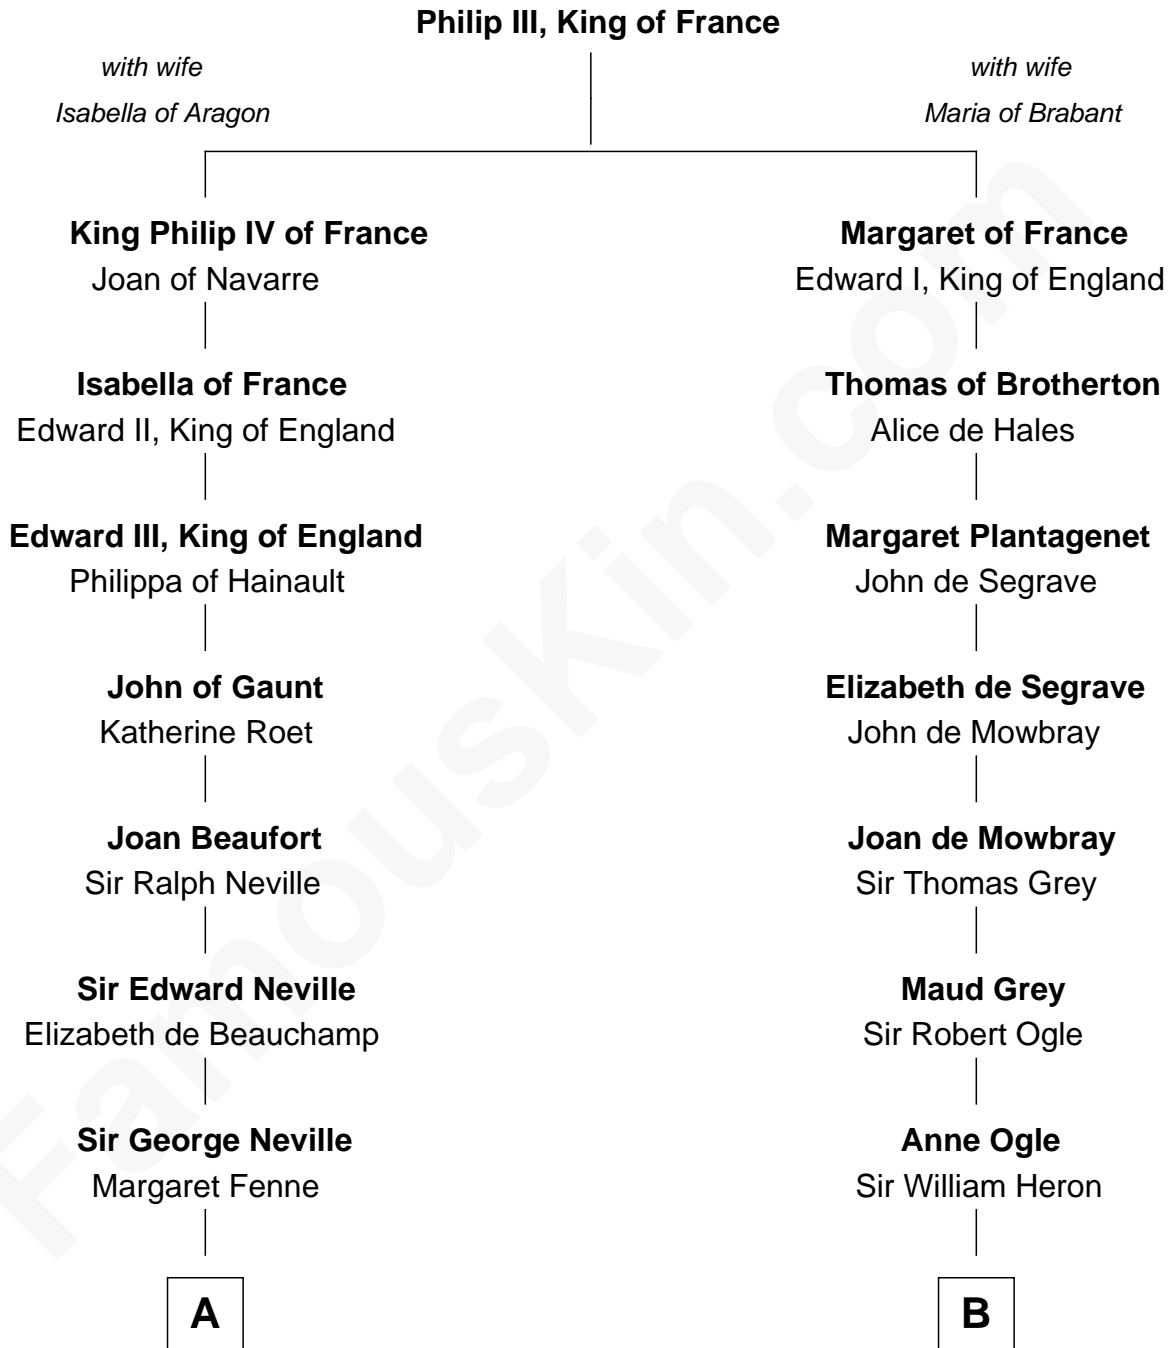 Philip III, King of France
with wife
Isabella of Aragon
with wife
Maria of Brabant
King Philip IV of France
Joan of Navarre
Margaret of France
Edward I, King of England
Isabella of France
Edward II, King of England
Thomas of Brotherton
Alice de Hales
Edward III, King of England
Philippa of Hainault
Margaret Plantagenet
John de Segrave
John of Gaunt
Katherine Roet
Elizabeth de Segrave
John de Mowbray
Joan Beaufort
Sir Ralph Neville
Joan de Mowbray
Sir Thomas Grey
Sir Edward Neville
Elizabeth de Beauchamp
Maud Grey
Sir Robert Ogle
Sir George Neville
Margaret Fenne
Anne Ogle
Sir William Heron
A
B
FamousKin.com